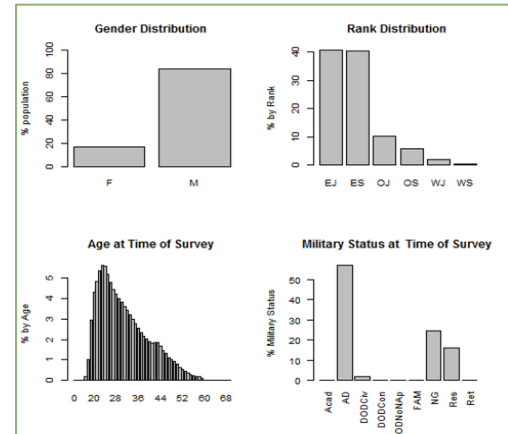 Gender Distribution
% population
0 20 40 60 80 100
F M
Rank Distribution
% by Rank
0 10 20 30 40
EJ ES OJ OS WJ WS
Age at Time of Survey
% by Age
0 1 2 3 4 5
0 20 28 36 44 52 60 68
Military Status at Time of Survey
% Military Status
0 10 20 30 40 50
Acad
AD
DODCiv
DODCon
ODNoNAp
FAM
NG
Res
Ret